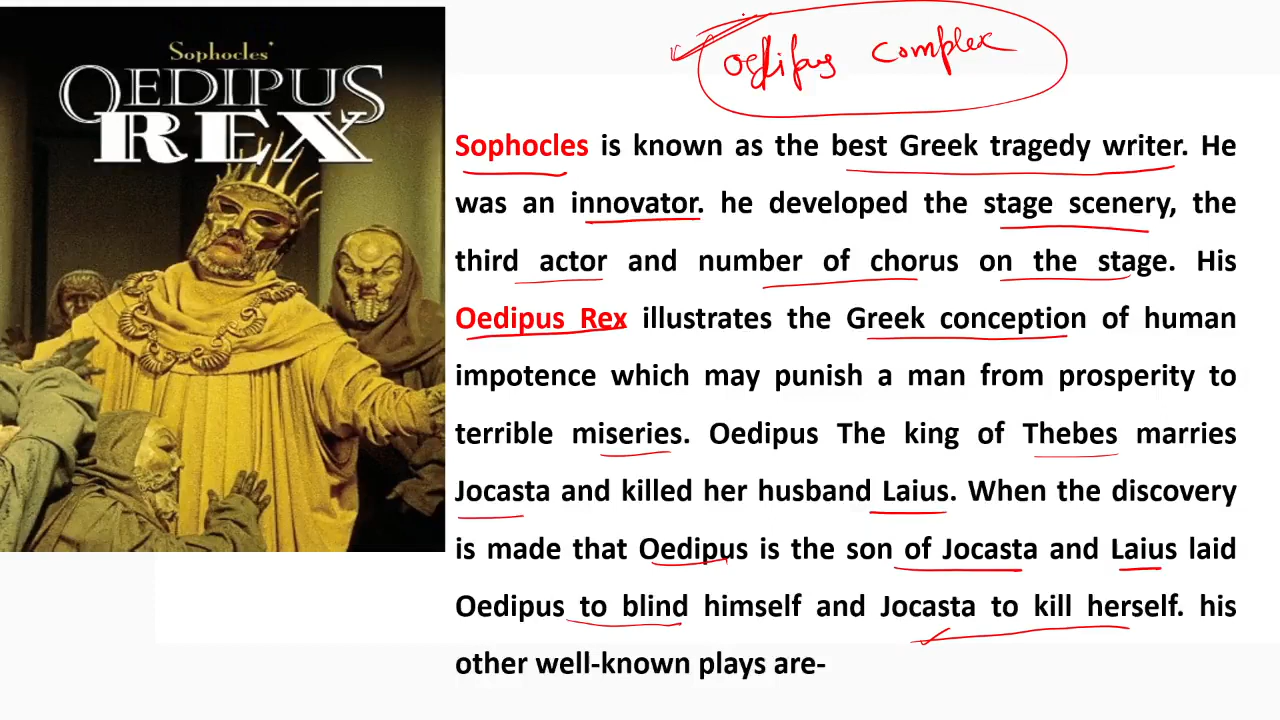 Sophocles'
OEDIPUS
REX
Oedipus complex
Sophocles is known as the best Greek tragedy writer. He
was an innovator. he developed the stage scenery, the
third actor and number of chorus on the stage. His
Oedipus Rex illustrates the Greek conception of human
impotence which may punish a man from prosperity to
terrible miseries. Oedipus The king of Thebes marries
Jocasta and killed her husband Laius. When the discovery
is made that Oedipus is the son of Jocasta and Laius laid
Oedipus to blind himself and Jocasta to kill herself. his
other well-known plays are-